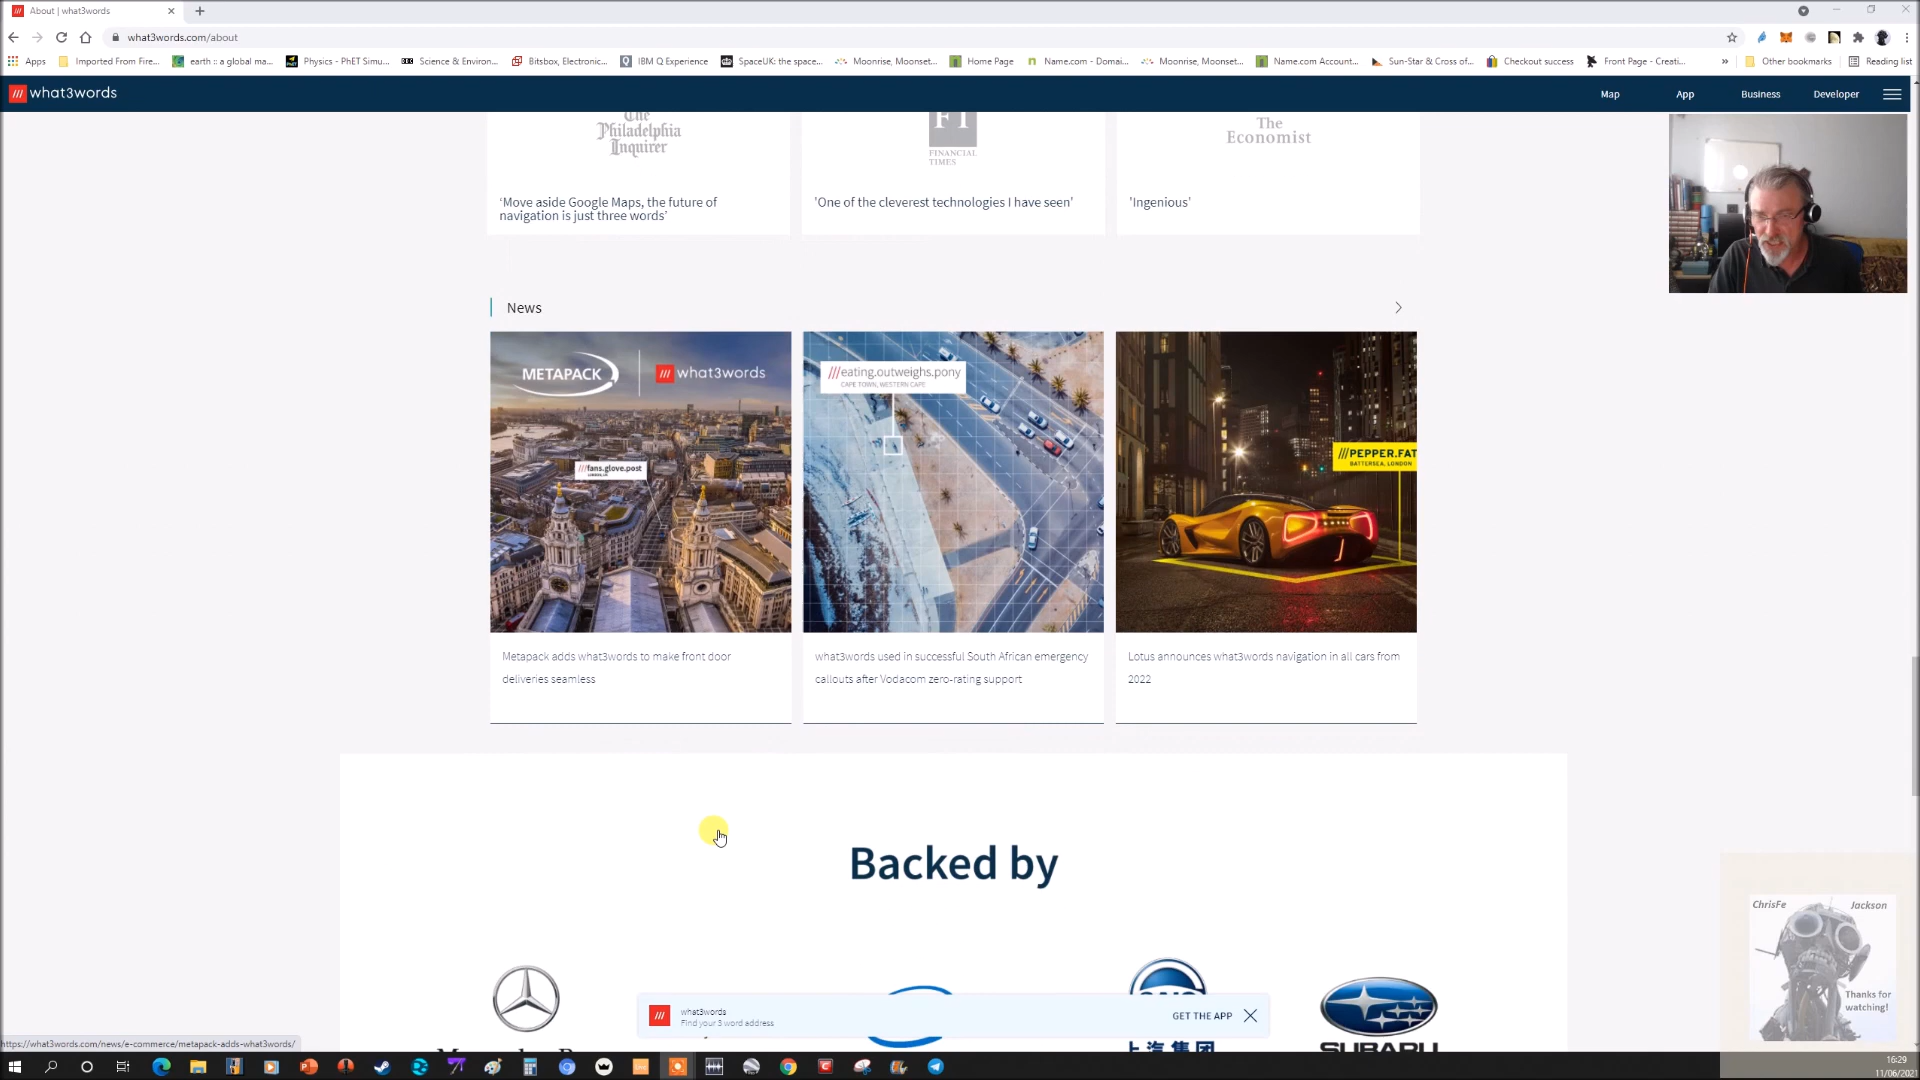 About | what3words
what3words.com/about
Apps
Imported From Fire...
earth :: a global ma...
Physics - PhET Simu...
Science & Environ...
Bitsbox, Electronic...
IBM Q Experience
SpaceUK: the space...
Moonrise, Moonset...
Home Page
Name.com - Domai...
Moonrise, Moonset...
Name.com Account...
Sun-Star & Cross of...
Checkout success
Front Page - Creati...
»
Other bookmarks
Reading list
/// what3words
Map
App
Business
Developer
The
Philadelphia
Inquirer
FT
FINANCIAL
TIMES
The
Economist
‘Move aside Google Maps, the future of
navigation is just three words’
'One of the cleverest technologies I have seen'
'Ingenious'
News
METAPACK
/// what3words
///fans.glove.post
///eating.outweighs.pony
CAPE TOWN, WESTERN CAPE
///PEPPER.FAT
BATTERSEA, LONDON
Metapack adds what3words to make front door
deliveries seamless
what3words used in successful South African emergency
callouts after Vodacom zero-rating support
Lotus announces what3words navigation in all cars from
2022
Backed by
上汽集团
SUBARU
///
what3words
Find your 3 word address
GET THE APP
ChrisFe
Jackson
Thanks for
watching!
https://what3words.com/news/e-commerce/metapack-adds-what3words/
16:29
11/06/2021